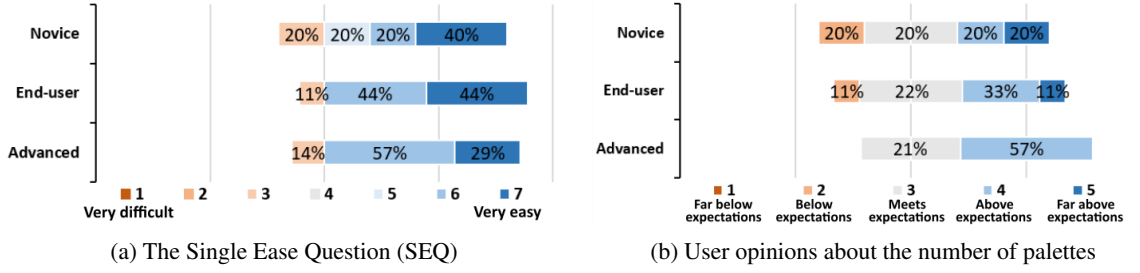 Novice 20% 20% 20% 40%
End-user 11% 44% 44%
Advanced 14% 57% 29%
1 2 3 4 5 6 7
Very difficult Very easy
(a) The Single Ease Question (SEQ)
Novice 20% 20% 20% 20%
End-user 11% 22% 33% 11%
Advanced 21% 57%
1 2 3 4 5
Far below Below Meets Above Far above
expectations expectations expectations expectations expectations
(b) User opinions about the number of palettes